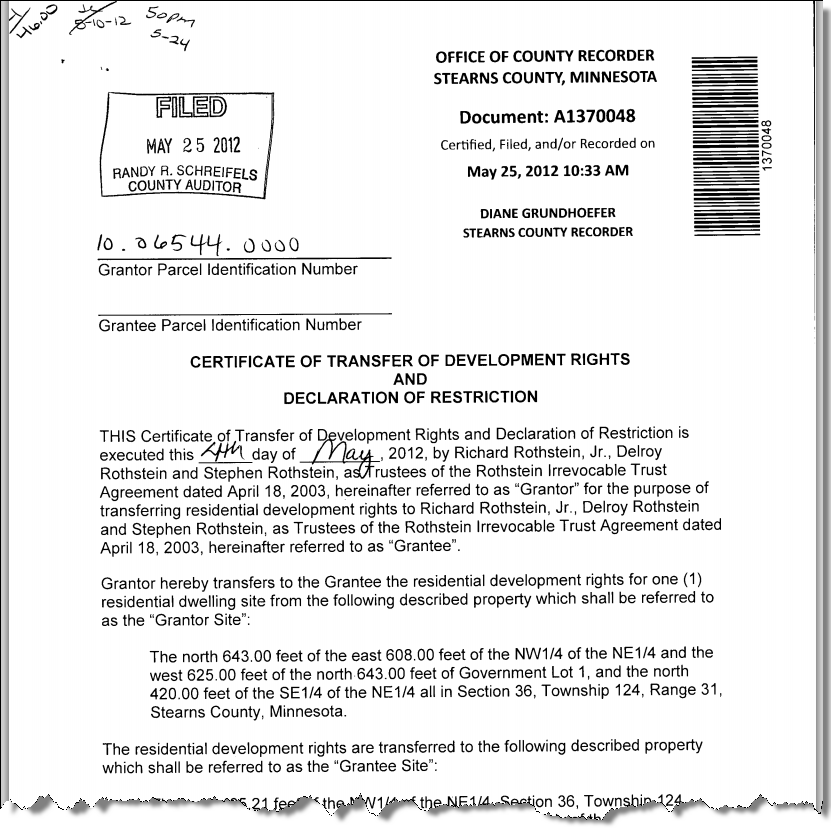 46.00
8-10-12
50pm
5-24
FILED
MAY 25 2012
RANDY R. SCHREIFELS
COUNTY AUDITOR
OFFICE OF COUNTY RECORDER
STEARNS COUNTY, MINNESOTA
Document: A1370048
Certified, Filed, and/or Recorded on
May 25, 2012 10:33 AM
DIANE GRUNDHOEFER
STEARNS COUNTY RECORDER
1370048
10.06544.0000
Grantor Parcel Identification Number
Grantee Parcel Identification Number
CERTIFICATE OF TRANSFER OF DEVELOPMENT RIGHTS
AND
DECLARATION OF RESTRICTION
THIS Certificate of Transfer of Development Rights and Declaration of Restriction is
executed this 4th day of May, 2012, by Richard Rothstein, Jr., Delroy
Rothstein and Stephen Rothstein, as Trustees of the Rothstein Irrevocable Trust
Agreement dated April 18, 2003, hereinafter referred to as “Grantor” for the purpose of
transferring residential development rights to Richard Rothstein, Jr., Delroy Rothstein
and Stephen Rothstein, as Trustees of the Rothstein Irrevocable Trust Agreement dated
April 18, 2003, hereinafter referred to as “Grantee”.
Grantor hereby transfers to the Grantee the residential development rights for one (1)
residential dwelling site from the following described property which shall be referred to
as the “Grantor Site”:
The north 643.00 feet of the east 608.00 feet of the NW1/4 of the NE1/4 and the
west 625.00 feet of the north 643.00 feet of Government Lot 1, and the north
420.00 feet of the SE1/4 of the NE1/4 all in Section 36, Township 124, Range 31,
Stearns County, Minnesota.
The residential development rights are transferred to the following described property
which shall be referred to as the “Grantee Site”:
the NW1/4 of the NE1/4, Section 36, Township 124